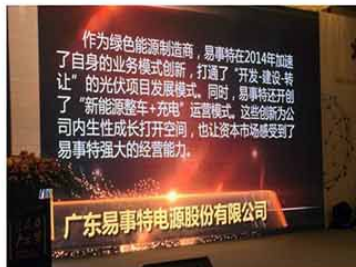 作为绿色能源制造商，易事特在2014年加速
了自身的业务模式创新，打通了“开发-建设-转
让”的光伏项目发展模式。同时，易事特还开创
了“新能源整车+充电”运营模式。这些创新为公
司内生性成长打开空间，也让资本市场感受到了
易事特强大的经营能力。
广东易事特电源股份有限公司